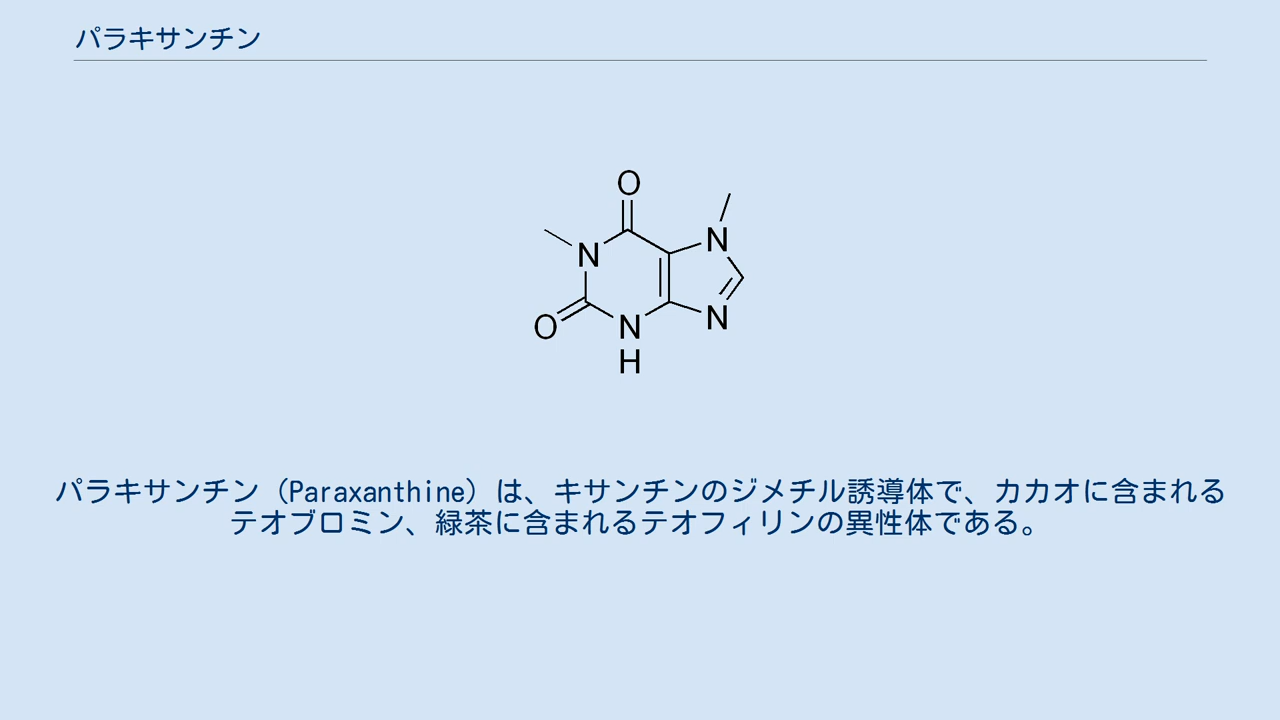 パラキサンチン
O
N
N
O
N
N
H
パラキサンチン（Paraxanthine）は、キサンチンのジメチル誘導体で、カカオに含まれる
テオブロミン、緑茶に含まれるテオフィリンの異性体である。